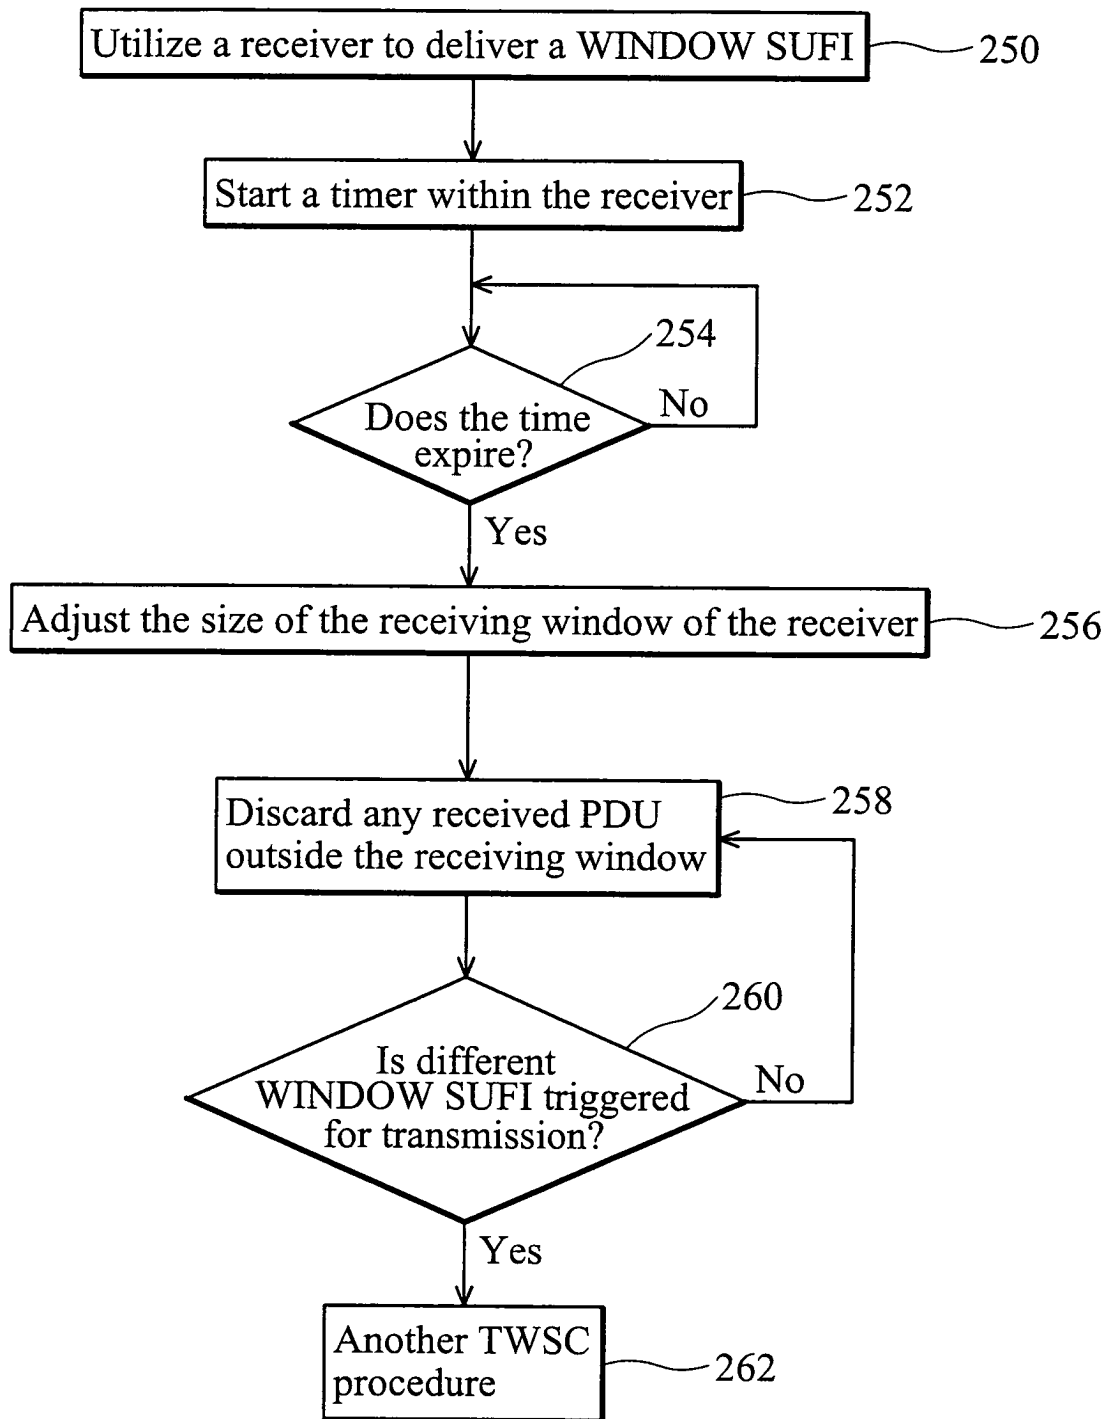 Utilize a receiver to deliver a WINDOW SUFI
250
Start a timer within the receiver
252
254
Does the time
expire?
No
Yes
Adjust the size of the receiving window of the receiver
256
Discard any received PDU
outside the receiving window
258
260
Is different
WINDOW SUFI triggered
for transmission?
No
Yes
Another TWSC
procedure
262